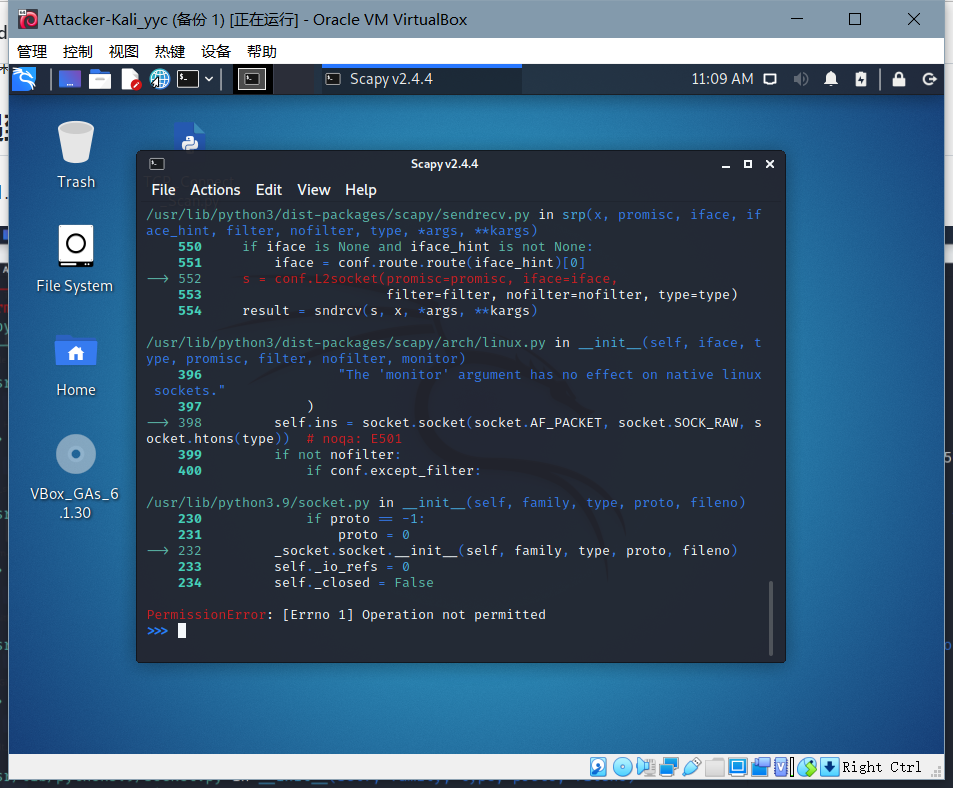 Attacker-Kali_yyc (备份 1) [正在运行] - Oracle VM VirtualBox
管理 控制 视图 热键 设备 帮助
Scapy v2.4.4
11:09 AM
Trash
File System
Home
VBox_GAs_6
.1.30
Scapy v2.4.4
File Actions Edit View Help
/usr/lib/python3/dist-packages/scapy/sendrecv.py in srp(x, promisc, iface, if
ace_hint, filter, nofilter, type, *args, **kargs)
550 if iface is None and iface_hint is not None:
551 iface = conf.route.route(iface_hint)[0]
→ 552 s = conf.L2socket(promisc=promisc, iface=iface,
553 filter=filter, nofilter=nofilter, type=type)
554 result = sndrcv(s, x, *args, **kargs)
/usr/lib/python3/dist-packages/scapy/arch/linux.py in __init__(self, iface, t
ype, promisc, filter, nofilter, monitor)
396 "The 'monitor' argument has no effect on native linux
sockets."
397 )
→ 398 self.ins = socket.socket(socket.AF_PACKET, socket.SOCK_RAW, s
ocket.htons(type)) # noqa: E501
399 if not nofilter:
400 if conf.except_filter:
/usr/lib/python3.9/socket.py in __init__(self, family, type, proto, fileno)
230 if proto == -1:
231 proto = 0
→ 232 _socket.socket.__init__(self, family, type, proto, fileno)
233 self._io_refs = 0
234 self._closed = False
PermissionError: [Errno 1] Operation not permitted
>>>
Right Ctrl